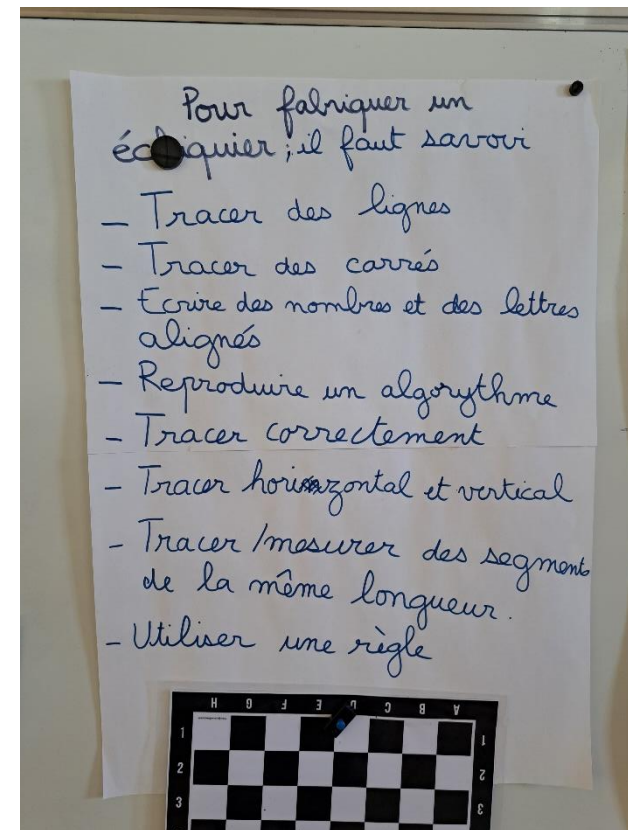 Pour fabriquer un
échiquier ; il faut savoir
– Tracer des lignes
– Tracer des carrés
– Ecrire des nombres et des lettres
alignés
– Reproduire un algorythme
– Tracer correctement
– Tracer horizontal et vertical
– Tracer / mesurer des segments
de la même longueur.
– Utiliser une règle
H G F E D C B A
1 1
2 2
3 3